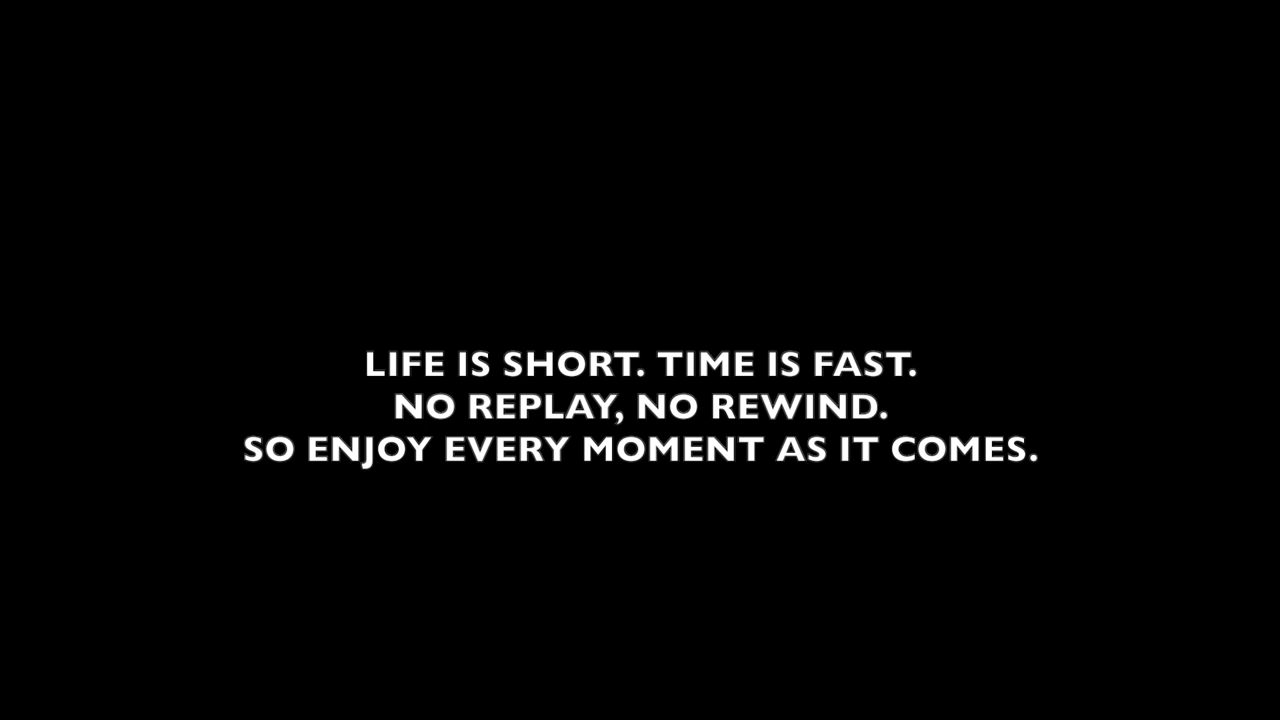 LIFE IS SHORT. TIME IS FAST.
NO REPLAY, NO REWIND.
SO ENJOY EVERY MOMENT AS IT COMES.